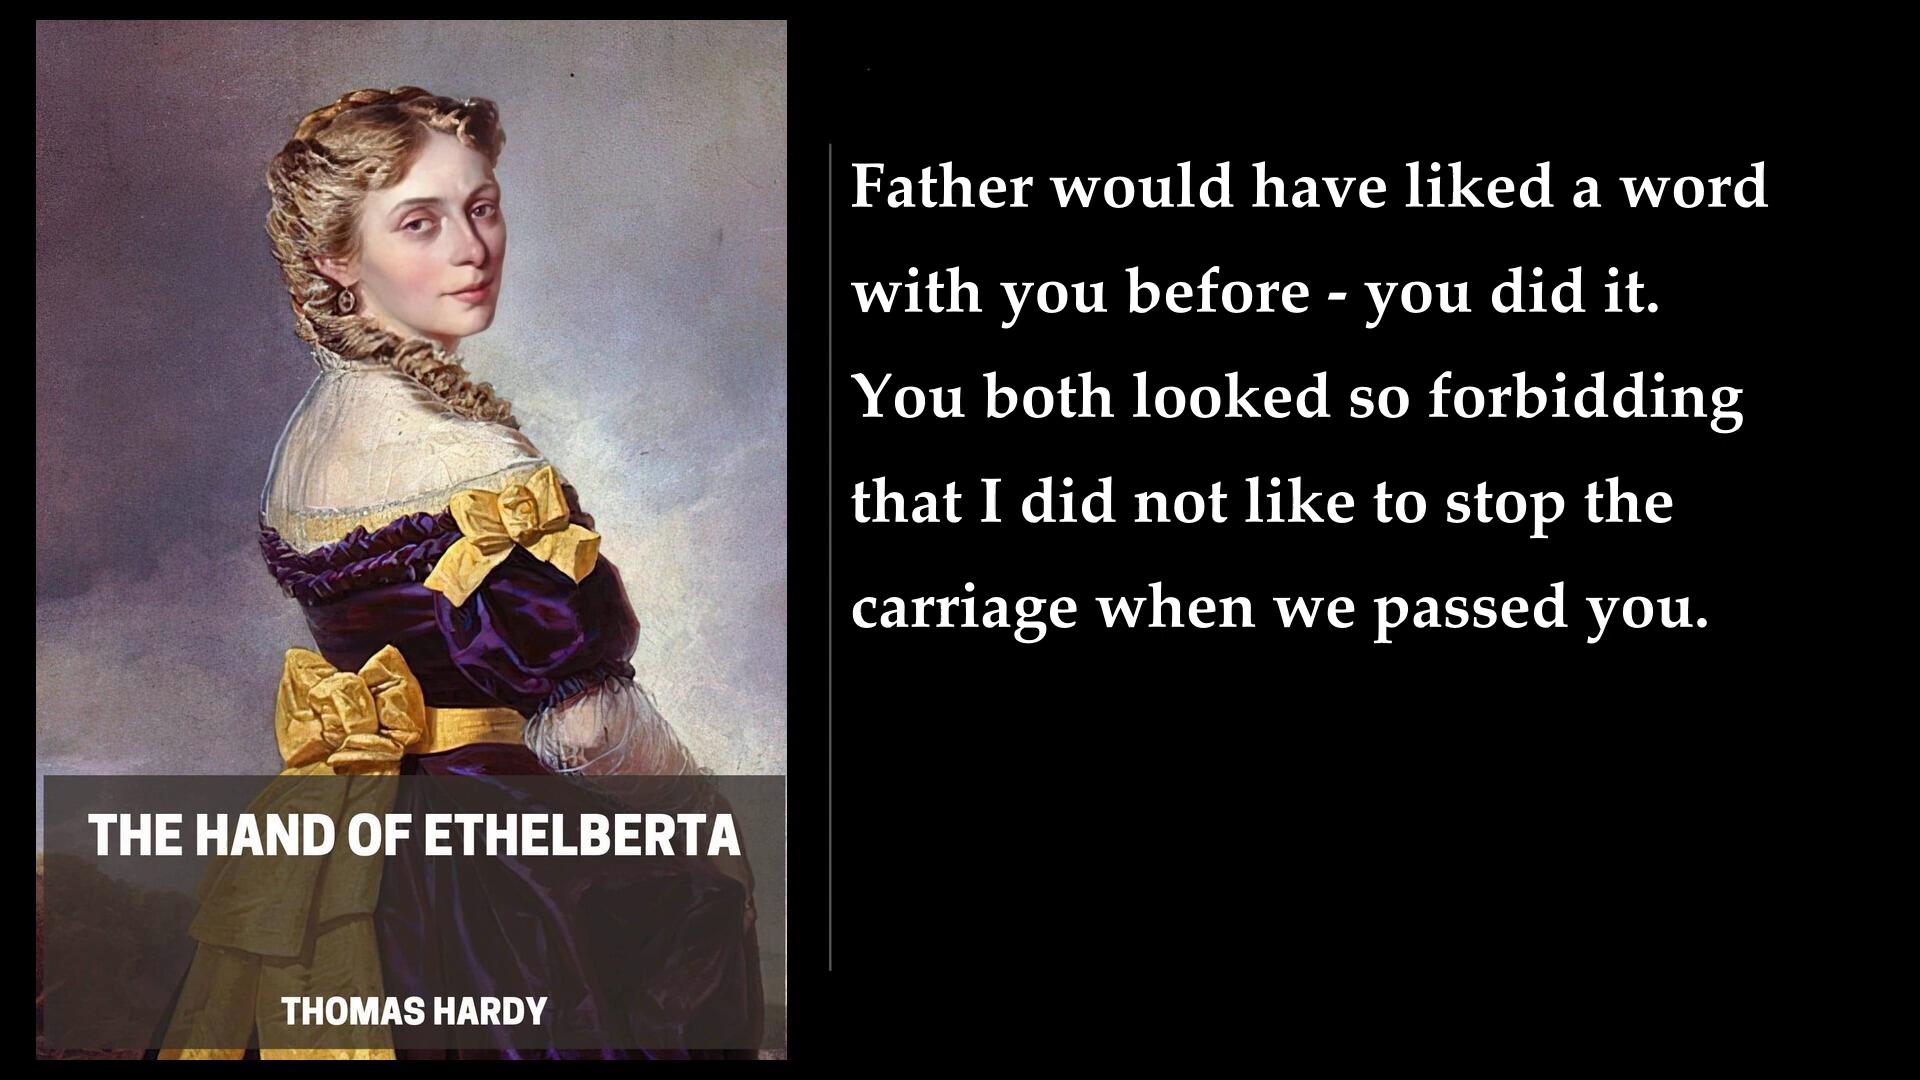 THE HAND OF ETHELBERTA
THOMAS HARDY
Father would have liked a word
with you before - you did it.
You both looked so forbidding
that I did not like to stop the
carriage when we passed you.